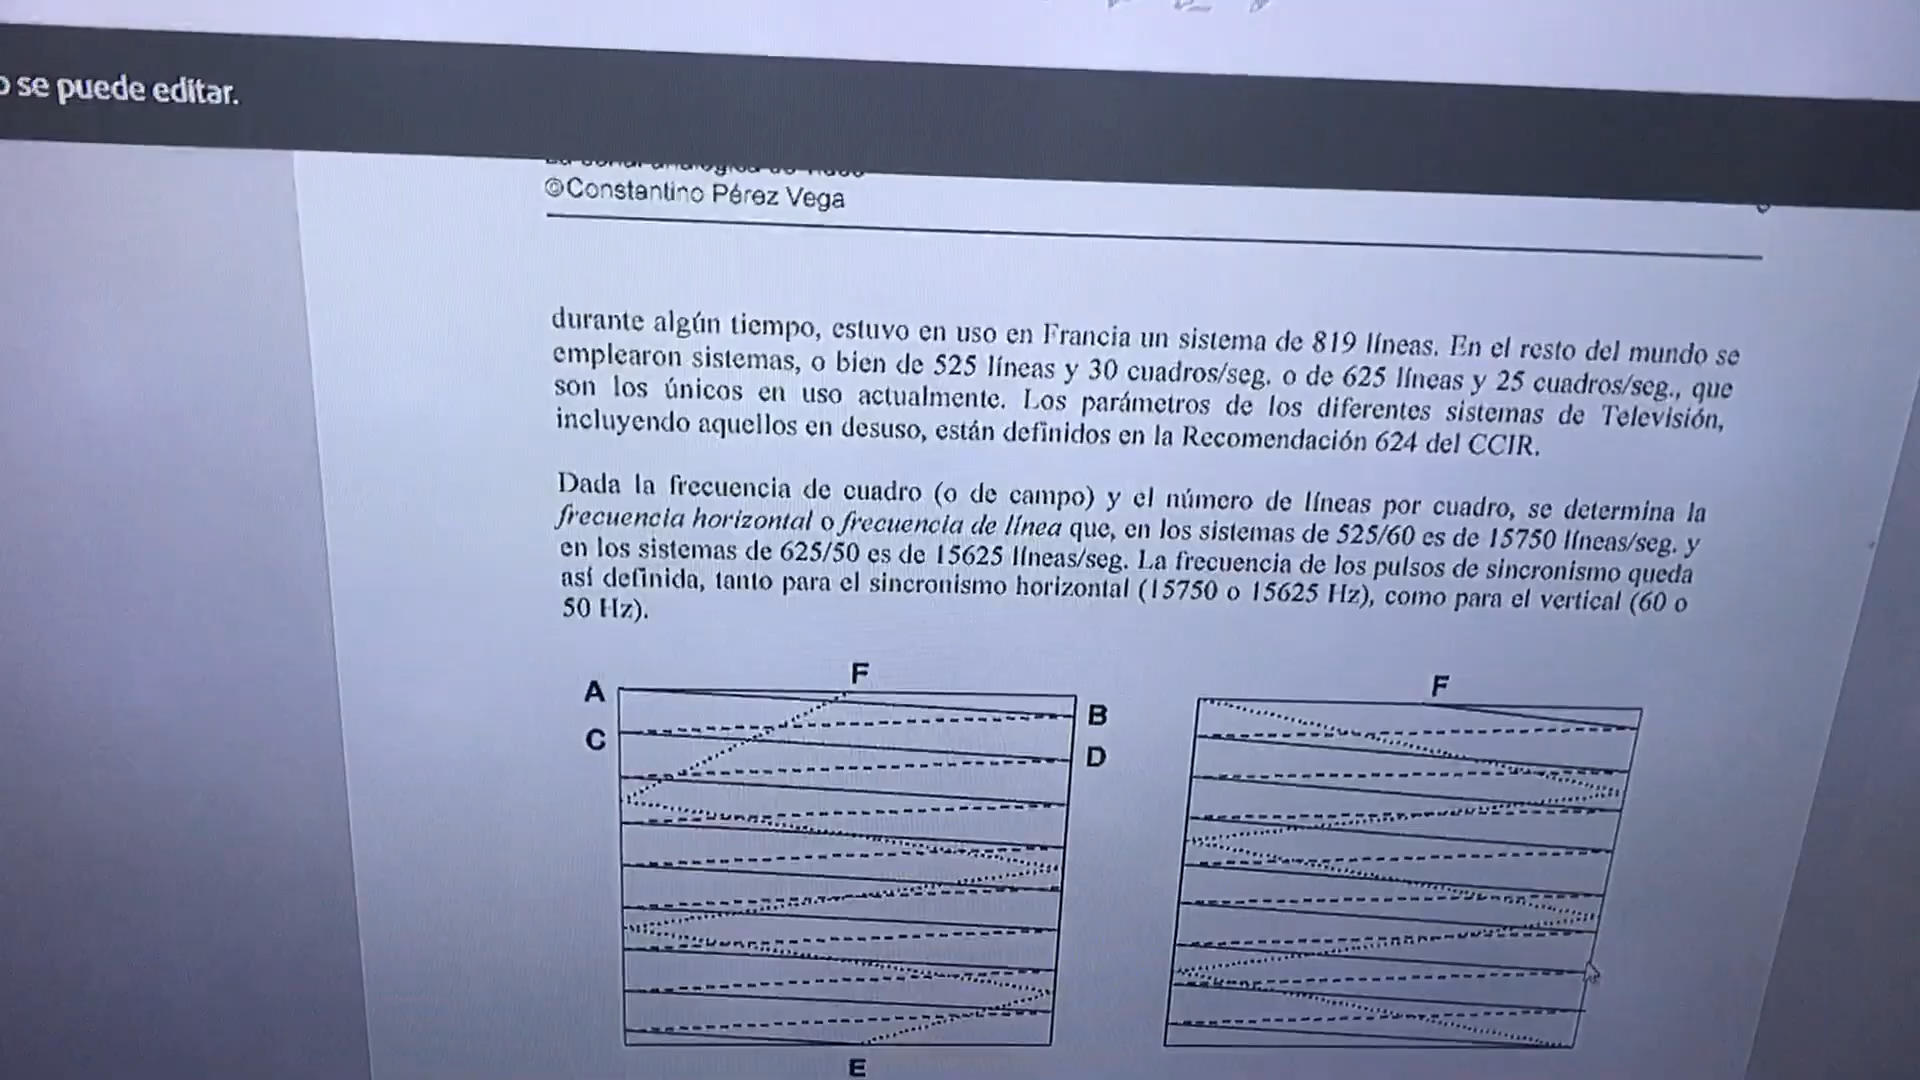 se puede editar.
©Constantino Pérez Vega
durante algún tiempo, estuvo en uso en Francia un sistema de 819 líneas. En el resto del mundo se
emplearon sistemas, o bien de 525 líneas y 30 cuadros/seg. o de 625 líneas y 25 cuadros/seg., que
son los únicos en uso actualmente. Los parámetros de los diferentes sistemas de Televisión,
incluyendo aquellos en desuso, están definidos en la Recomendación 624 del CCIR.
Dada la frecuencia de cuadro (o de campo) y el número de líneas por cuadro, se determina la
frecuencia horizontal o frecuencia de línea que, en los sistemas de 525/60 es de 15750 líneas/seg. y
en los sistemas de 625/50 es de 15625 líneas/seg. La frecuencia de los pulsos de sincronismo queda
así definida, tanto para el sincronismo horizontal (15750 o 15625 Hz), como para el vertical (60 o
50 Hz).
F F
A B
C D
E